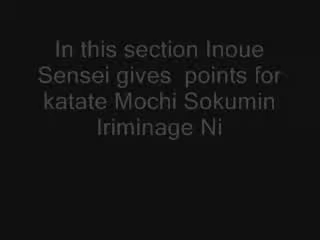 In this section Inoue
Sensei gives  points for
katate Mochi Sokumin
Iriminage Ni